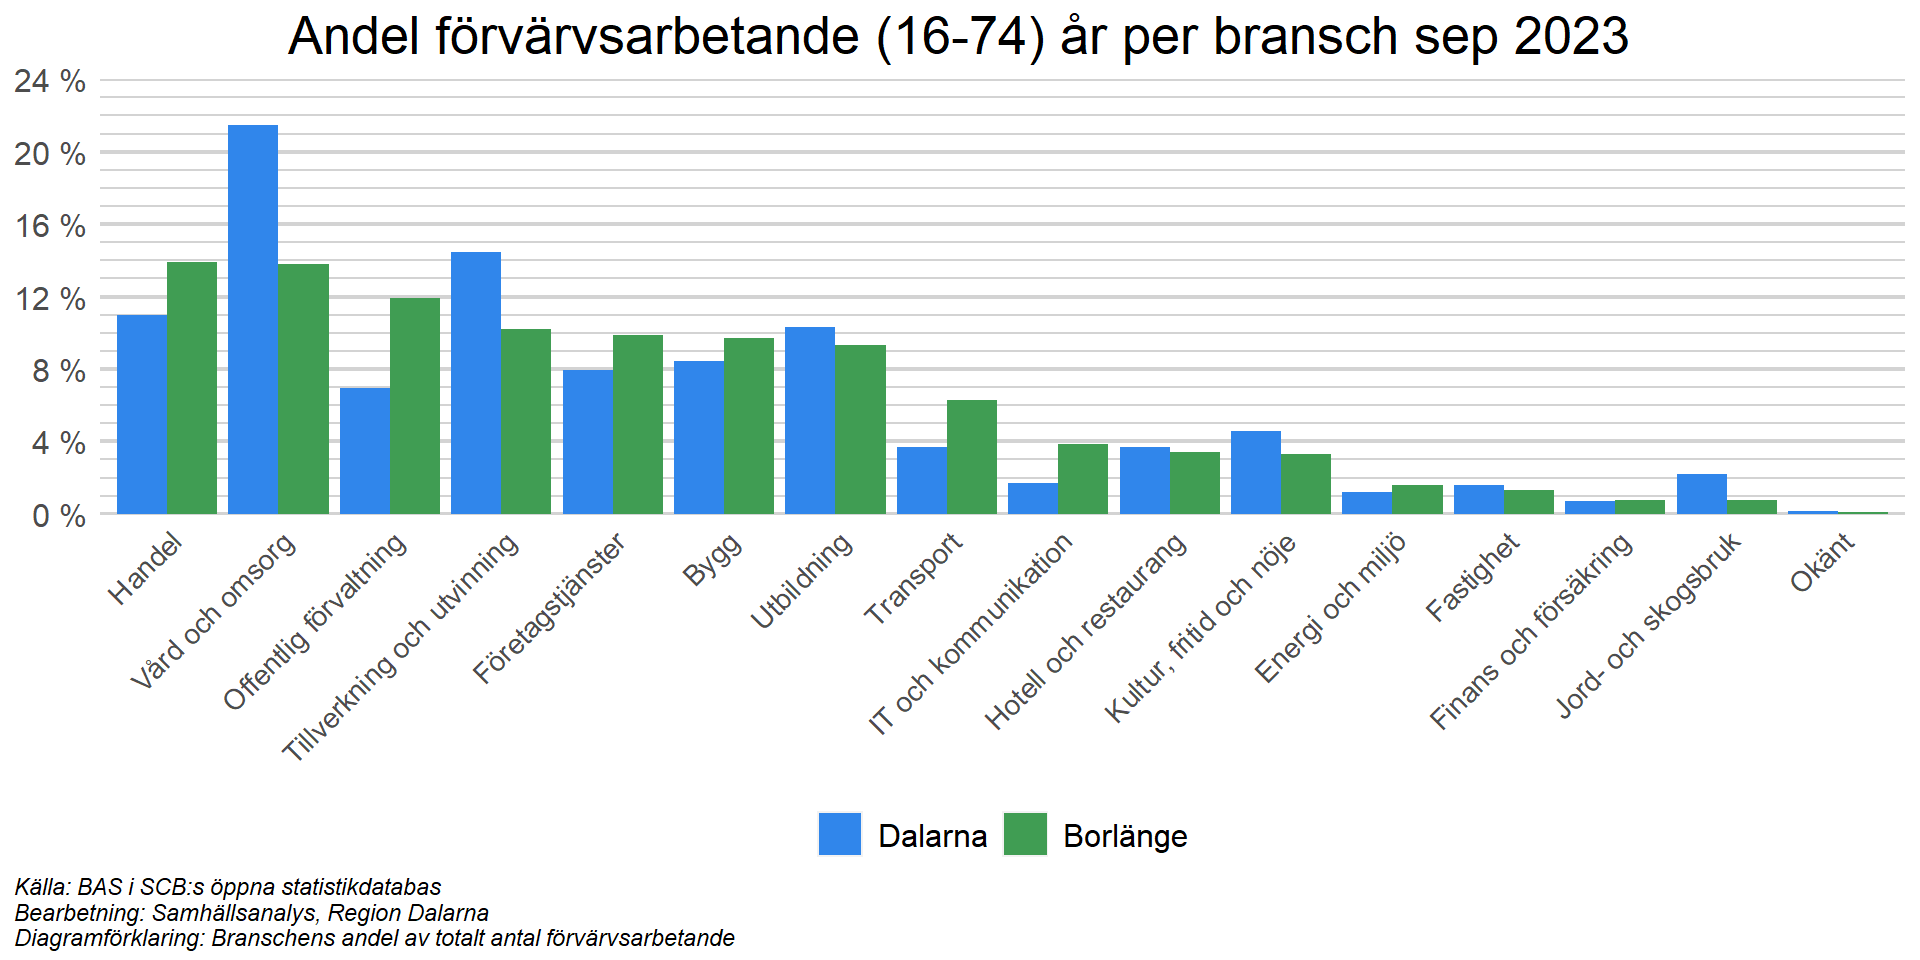 Andel förvärvsarbetande (16-74) år per bransch sep 2023
24 %
20 %
16 %
12 %
8 %
4 %
0 %
Handel
Vård och omsorg
Offentlig förvaltning
Tillverkning och utvinning
Företagstjänster
Bygg
Utbildning
Transport
IT och kommunikation
Hotell och restaurang
Kultur, fritid och nöje
Energi och miljö
Fastighet
Finans och försäkring
Jord- och skogsbruk
Okänt
Dalarna
Borlänge
Källa: BAS i SCB:s öppna statistikdatabas
Bearbetning: Samhällsanalys, Region Dalarna
Diagramförklaring: Branschens andel av totalt antal förvärvsarbetande